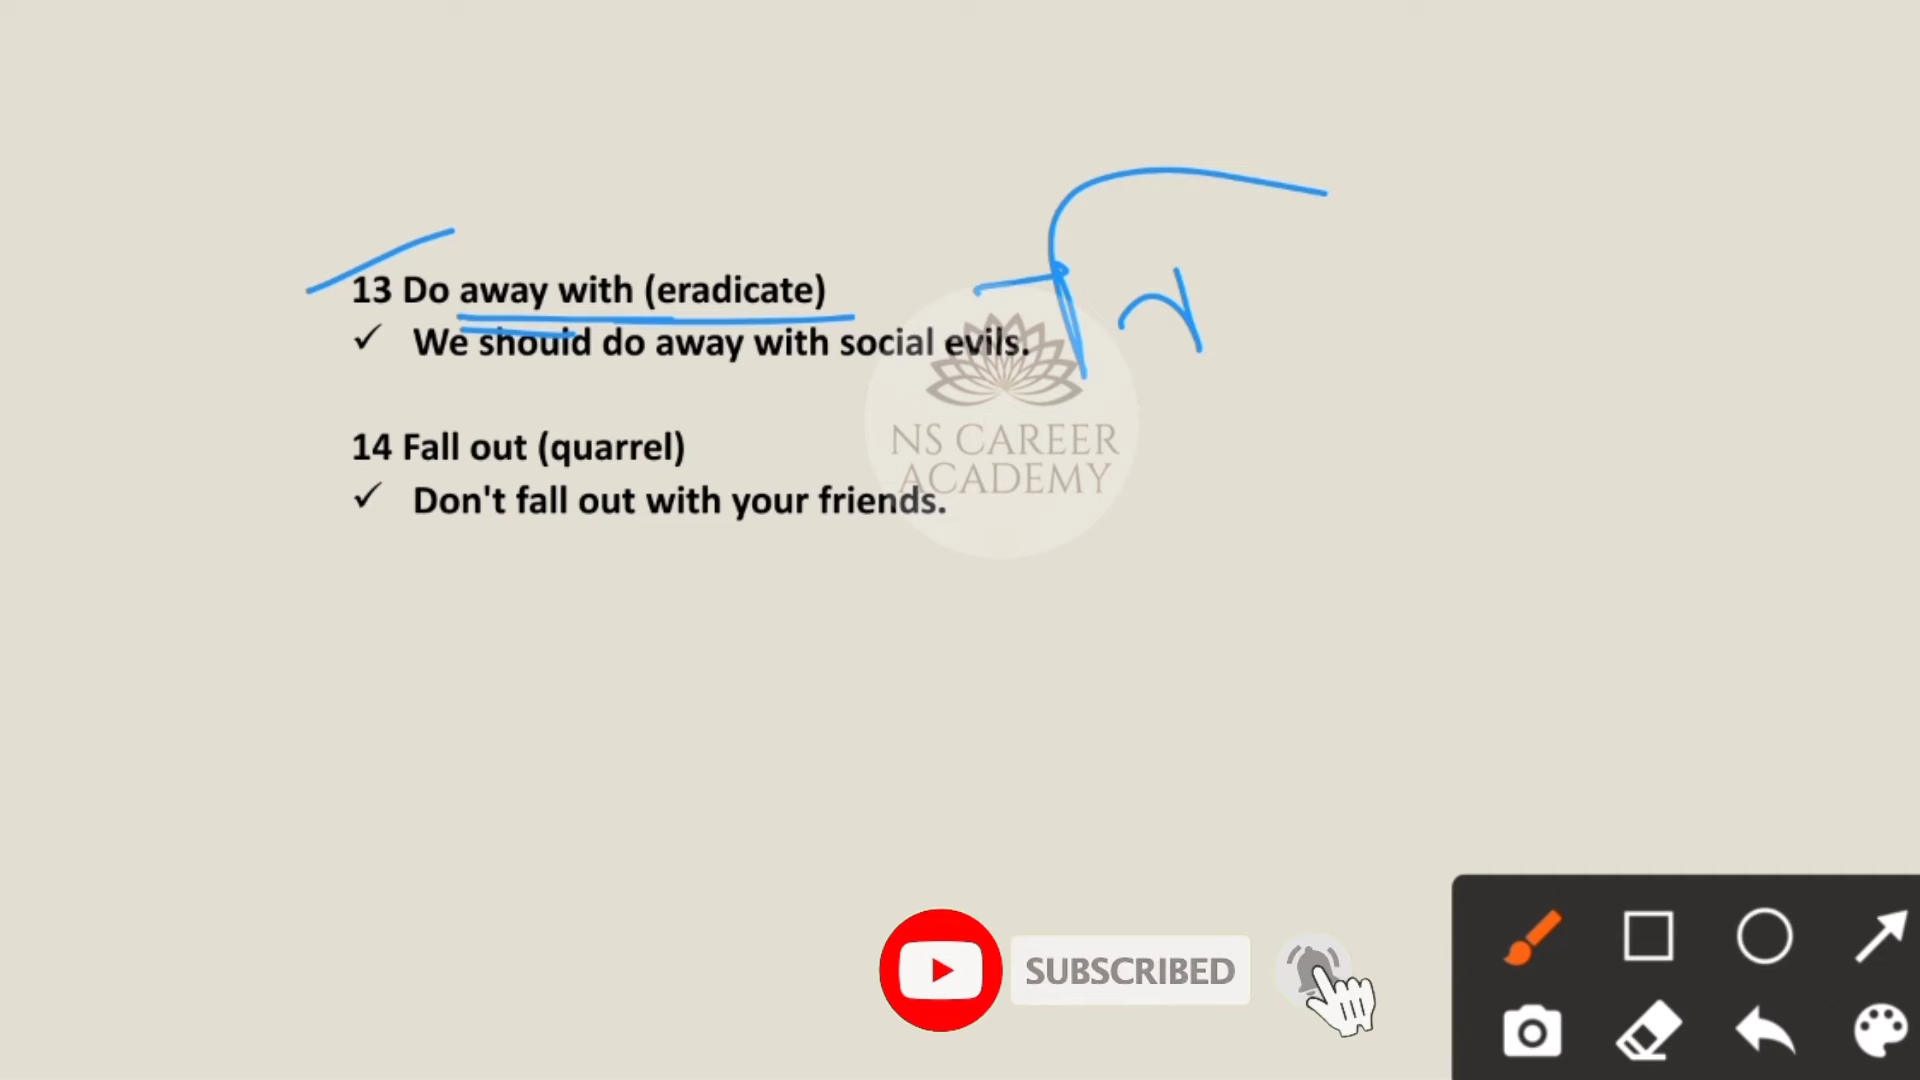 13 Do away with (eradicate)
✓ We should do away with social evils.
14 Fall out (quarrel)
✓ Don't fall out with your friends.
NS CAREER
ACADEMY
SUBSCRIBED